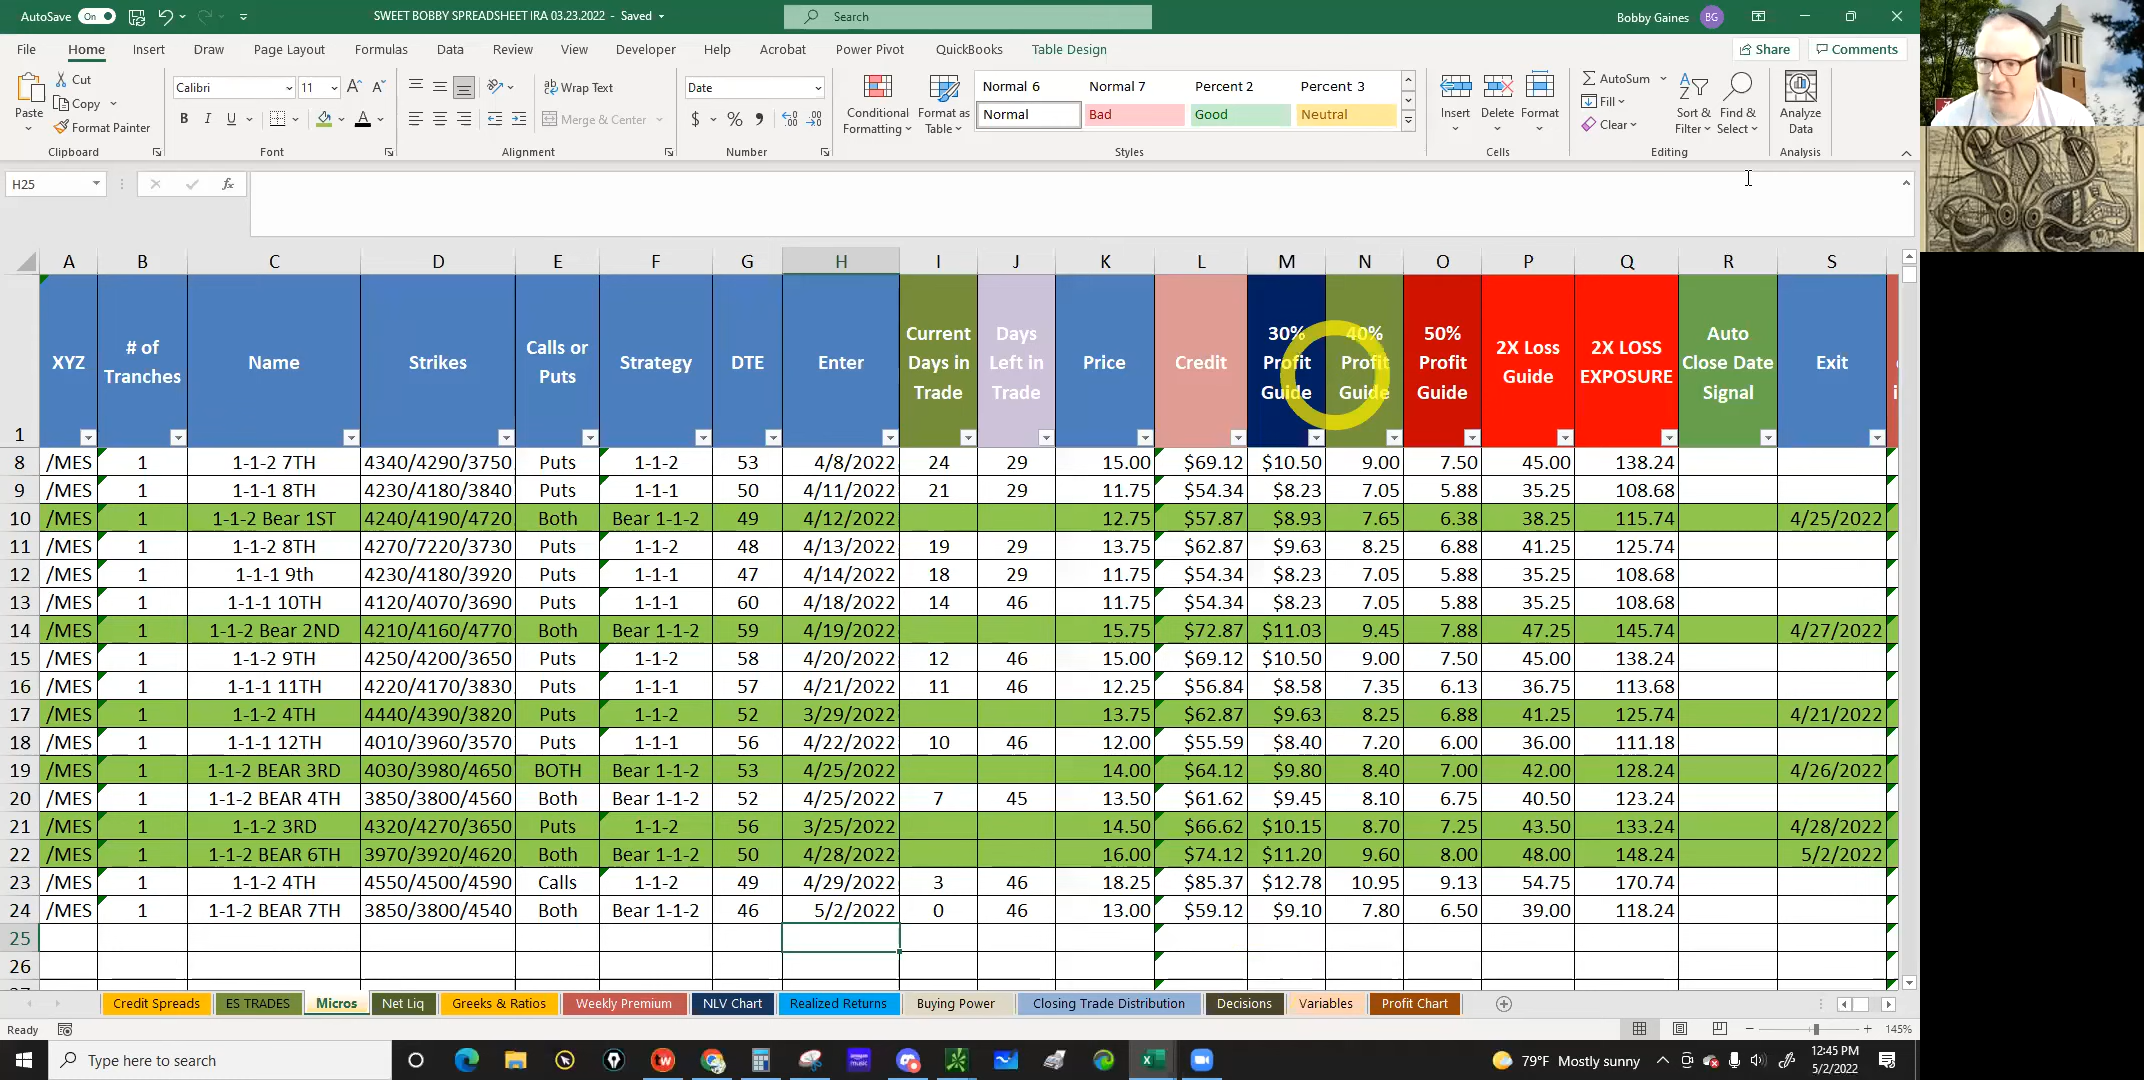 AutoSave On SWEET BOBBY SPREADSHEET IRA 03.23.2022 - Saved Search Bobby Gaines BG
File Home Insert Draw Page Layout Formulas Data Review View Developer Help Acrobat Power Pivot QuickBooks Table Design Share Comments
Paste Cut Copy Format Painter Clipboard
Calibri 11 B I U A Font
Wrap Text Merge & Center Alignment
Date $ % Number
Conditional Formatting Format as Table
Normal 6 Normal 7 Percent 2 Percent 3
Normal Bad Good Neutral
Styles
Insert Delete Format Cells
AutoSum Fill Clear Sort & Filter Find & Select Editing
Analyze Data Analysis
H25 fx
A B C D E F G H I J K L M N O P Q R S
1 XYZ # of Tranches Name Strikes Calls or Puts Strategy DTE Enter Current Days in Trade Days Left in Trade Price Credit 30% Profit Guide 40% Profit Guide 50% Profit Guide 2X Loss Guide 2X LOSS EXPOSURE Auto Close Date Signal Exit
8 /MES 1 1-1-2 7TH 4340/4290/3750 Puts 1-1-2 53 4/8/2022 24 29 15.00 $69.12 $10.50 9.00 7.50 45.00 138.24
9 /MES 1 1-1-1 8TH 4230/4180/3840 Puts 1-1-1 50 4/11/2022 21 29 11.75 $54.34 $8.23 7.05 5.88 35.25 108.68
10 /MES 1 1-1-2 Bear 1ST 4240/4190/4720 Both Bear 1-1-2 49 4/12/2022 12.75 $57.87 $8.93 7.65 6.38 38.25 115.74 4/25/2022
11 /MES 1 1-1-2 8TH 4270/7220/3730 Puts 1-1-2 48 4/13/2022 19 29 13.75 $62.87 $9.63 8.25 6.88 41.25 125.74
12 /MES 1 1-1-1 9th 4230/4180/3920 Puts 1-1-1 47 4/14/2022 18 29 11.75 $54.34 $8.23 7.05 5.88 35.25 108.68
13 /MES 1 1-1-1 10TH 4120/4070/3690 Puts 1-1-1 60 4/18/2022 14 46 11.75 $54.34 $8.23 7.05 5.88 35.25 108.68
14 /MES 1 1-1-2 Bear 2ND 4210/4160/4770 Both Bear 1-1-2 59 4/19/2022 15.75 $72.87 $11.03 9.45 7.88 47.25 145.74 4/27/2022
15 /MES 1 1-1-2 9TH 4250/4200/3650 Puts 1-1-2 58 4/20/2022 12 46 15.00 $69.12 $10.50 9.00 7.50 45.00 138.24
16 /MES 1 1-1-1 11TH 4220/4170/3830 Puts 1-1-1 57 4/21/2022 11 46 12.25 $56.84 $8.58 7.35 6.13 36.75 113.68
17 /MES 1 1-1-2 4TH 4440/4390/3820 Puts 1-1-2 52 3/29/2022 13.75 $62.87 $9.63 8.25 6.88 41.25 125.74 4/21/2022
18 /MES 1 1-1-1 12TH 4010/3960/3570 Puts 1-1-1 56 4/22/2022 10 46 12.00 $55.59 $8.40 7.20 6.00 36.00 111.18
19 /MES 1 1-1-2 BEAR 3RD 4030/3980/4650 BOTH Bear 1-1-2 53 4/25/2022 14.00 $64.12 $9.80 8.40 7.00 42.00 128.24 4/26/2022
20 /MES 1 1-1-2 BEAR 4TH 3850/3800/4560 Both Bear 1-1-2 52 4/25/2022 7 45 13.50 $61.62 $9.45 8.10 6.75 40.50 123.24
21 /MES 1 1-1-2 3RD 4320/4270/3650 Puts 1-1-2 56 3/25/2022 14.50 $66.62 $10.15 8.70 7.25 43.50 133.24 4/28/2022
22 /MES 1 1-1-2 BEAR 6TH 3970/3920/4620 Both Bear 1-1-2 50 4/28/2022 16.00 $74.12 $11.20 9.60 8.00 48.00 148.24 5/2/2022
23 /MES 1 1-1-2 4TH 4550/4500/4590 Calls 1-1-2 49 4/29/2022 3 46 18.25 $85.37 $12.78 10.95 9.13 54.75 170.74
24 /MES 1 1-1-2 BEAR 7TH 3850/3800/4540 Both Bear 1-1-2 46 5/2/2022 0 46 13.00 $59.12 $9.10 7.80 6.50 39.00 118.24
25
26
Credit Spreads ES TRADES Micros Net Liq Greeks & Ratios Weekly Premium NLV Chart Realized Returns Buying Power Closing Trade Distribution Decisions Variables Profit Chart
Ready 145%
Type here to search 79°F Mostly sunny 12:45 PM
5/2/2022